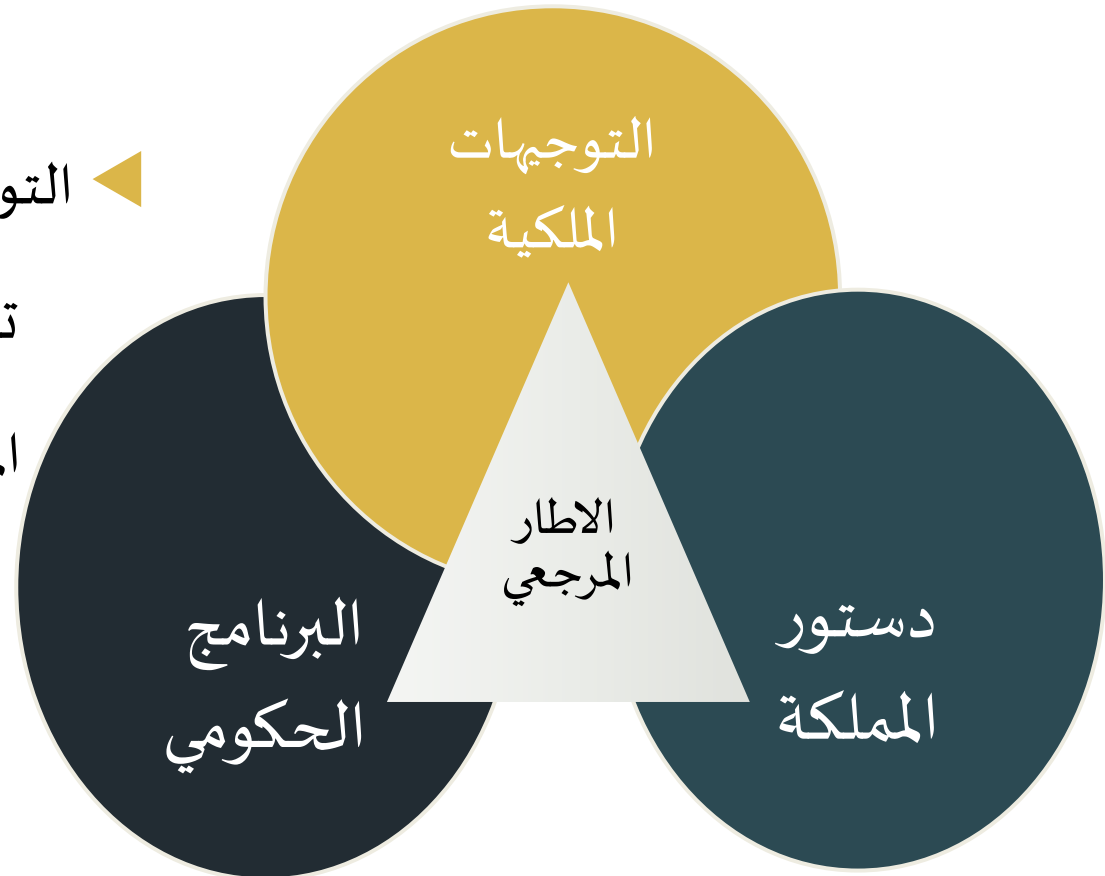 التوجيهات
الملكية
الاطار
المرجعي
دستور
المملكة
البرنامج
الحكومي